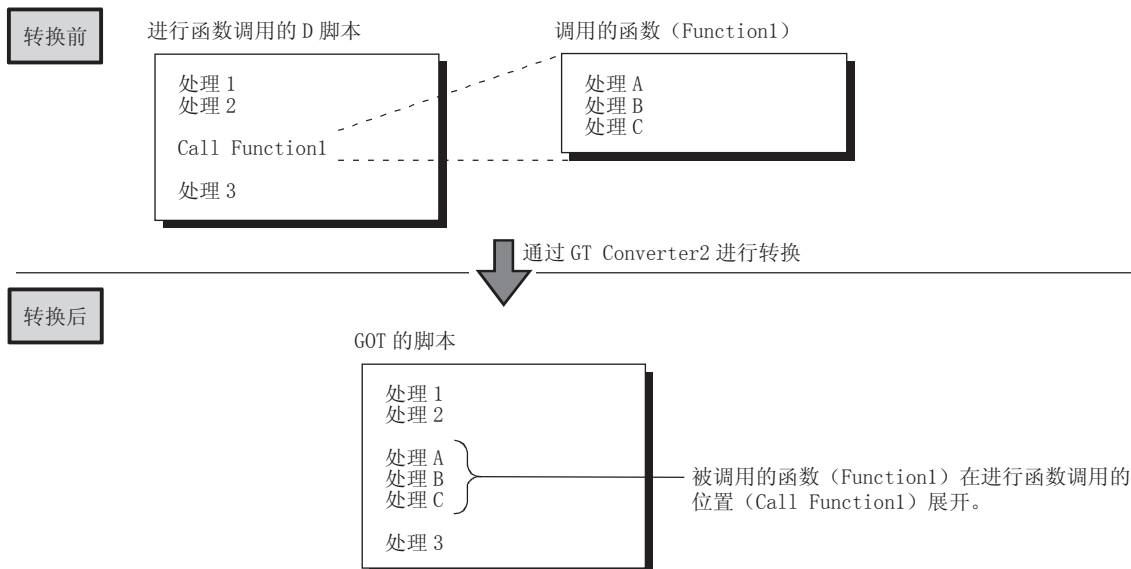 转换前
进行函数调用的 D 脚本
调用的函数（Function1）
处理 1
处理 2
Call Function1
处理 3
处理 A
处理 B
处理 C
通过 GT Converter2 进行转换
转换后
GOT 的脚本
处理 1
处理 2
处理 A
处理 B
处理 C
处理 3
被调用的函数（Function1）在进行函数调用的
位置（Call Function1）展开。